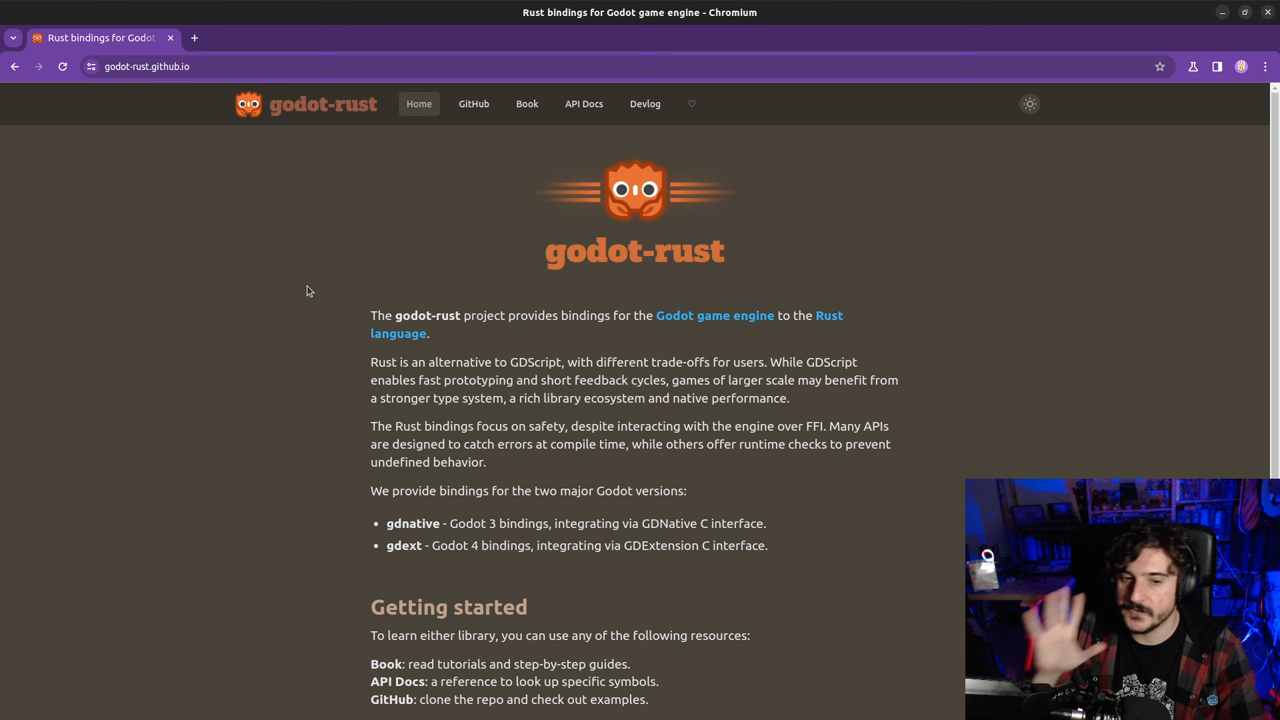 Rust bindings for Godot game engine - Chromium
Rust bindings for Godot
godot-rust.github.io
godot-rust
Home
GitHub
Book
API Docs
Devlog
godot-rust
The godot-rust project provides bindings for the Godot game engine to the Rust
language.
Rust is an alternative to GDScript, with different trade-offs for users. While GDScript
enables fast prototyping and short feedback cycles, games of larger scale may benefit from
a stronger type system, a rich library ecosystem and native performance.
The Rust bindings focus on safety, despite interacting with the engine over FFI. Many APIs
are designed to catch errors at compile time, while others offer runtime checks to prevent
undefined behavior.
We provide bindings for the two major Godot versions:
• gdnative - Godot 3 bindings, integrating via GDNative C interface.
• gdext - Godot 4 bindings, integrating via GDExtension C interface.
Getting started
To learn either library, you can use any of the following resources:
Book: read tutorials and step-by-step guides.
API Docs: a reference to look up specific symbols.
GitHub: clone the repo and check out examples.